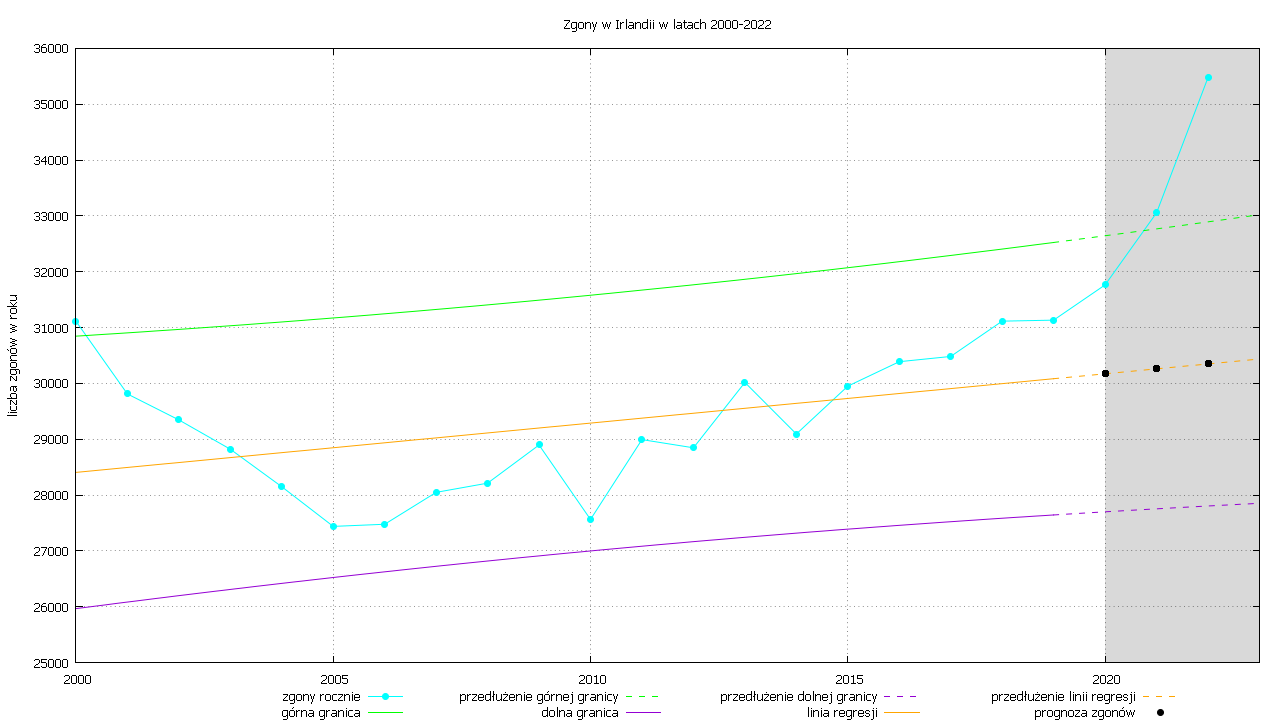 Zgony w Irlandii w latach 2000-2022
36000
35000
34000
33000
32000
31000
30000
29000
28000
27000
26000
25000
liczba zgonów w roku
2000 2005 2010 2015 2020
zgony rocznie przedłużenie górnej granicy przedłużenie dolnej granicy przedłużenie linii regresji
górna granica dolna granica linia regresji prognoza zgonów